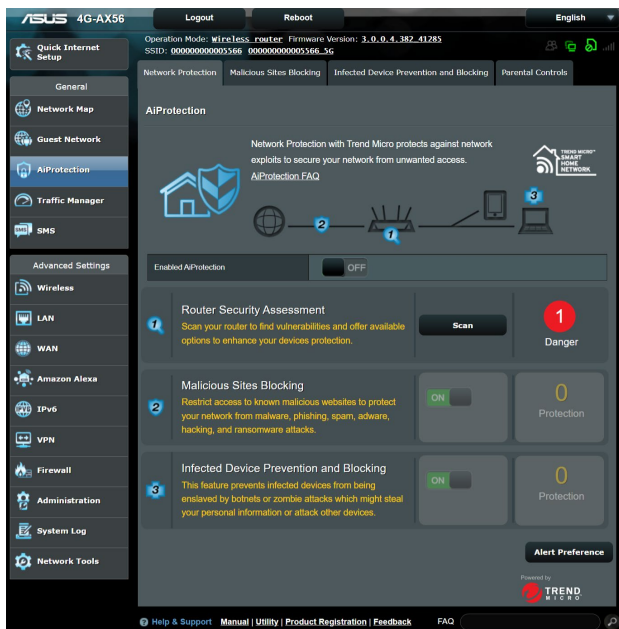 ASUS 4G-AX56 Logout Reboot English
Quick Internet Setup
Operation Mode: Wireless router Firmware Version: 3.0.0.4.382_41285
SSID: 000000000005566 000000000005566_5G
General
Network Map
Guest Network
AiProtection
Traffic Manager
SMS
SMS
Advanced Settings
Wireless
LAN
WAN
Amazon Alexa
IPv6
VPN
Firewall
Administration
System Log
Network Tools
Network Protection Malicious Sites Blocking Infected Device Prevention and Blocking Parental Controls
AiProtection
Network Protection with Trend Micro protects against network
exploits to secure your network from unwanted access.
AiProtection FAQ
TREND MICRO™
SMART
HOME
NETWORK
3
2
1
Enabled AiProtection OFF
1
Router Security Assessment
Scan your router to find vulnerabilities and offer available
options to enhance your devices protection.
Scan
1
Danger
2
Malicious Sites Blocking
Restrict access to known malicious websites to protect
your network from malware, phishing, spam, adware,
hacking, and ransomware attacks.
ON
0
Protection
3
Infected Device Prevention and Blocking
This feature prevents infected devices from being
enslaved by botnets or zombie attacks which might steal
your personal information or attack other devices.
ON
0
Protection
Alert Preference
Powered by
TREND
MICRO
Help & Support Manual | Utility | Product Registration | Feedback FAQ